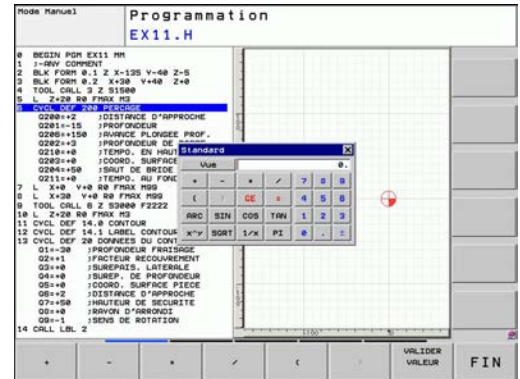 Mode Manuel
Programmation
EX11.H
0 BEGIN PGM EX11 MM
1 ;-ANY COMMENT
2 BLK FORM 0.1 Z X-135 Y-40 Z-5
3 BLK FORM 0.2 X+30 Y+40 Z+0
4 TOOL CALL 3 Z S1500
5 L Z+20 R0 FMAX M3
6 CYCL DEF 200 PERCAGE
Q200=+2 ;DISTANCE D'APPROCHE
Q201=-15 ;PROFONDEUR
Q206=+150 ;AVANCE PLONGEE PROF.
Q202=+3 ;PROFONDEUR DE PASSE
Q210=+0 ;TEMPO. EN HAUT
Q203=+0 ;COORD. SURFACE
Q204=+50 ;SAUT DE BRIDE
Q211=+0 ;TEMPO. AU FOND
7 L X+0 Y+0 R0 FMAX M99
8 L X+30 Y+0 R0 FMAX M99
9 TOOL CALL 6 Z S3000 F2222
10 L Z+20 R0 FMAX M3
11 CYCL DEF 14.0 CONTOUR
12 CYCL DEF 14.1 LABEL CONTOUR
13 CYCL DEF 20 DONNEES DU CONT
Q1=-30 ;PROFONDEUR FRAISAGE
Q2=+1 ;FACTEUR RECOUVREMENT
Q3=+0 ;SUREPAIS. LATERALE
Q4=+0 ;SUREP. DE PROFONDEUR
Q5=+0 ;COORD. SURFACE PIECE
Q6=+2 ;DISTANCE D'APPROCHE
Q7=+50 ;HAUTEUR DE SECURITE
Q8=+0 ;RAYON D'ARRONDI
Q9=-1 ;SENS DE ROTATION
14 CALL LBL 2
Standard
Vue 0.
+ - * / 7 8 9
( ) CE = 4 5 6
ARC SIN COS TAN 1 2 3
X^Y SQRT 1/x PI 0 . ±
+ - * / ( ) VALIDER VALEUR FIN